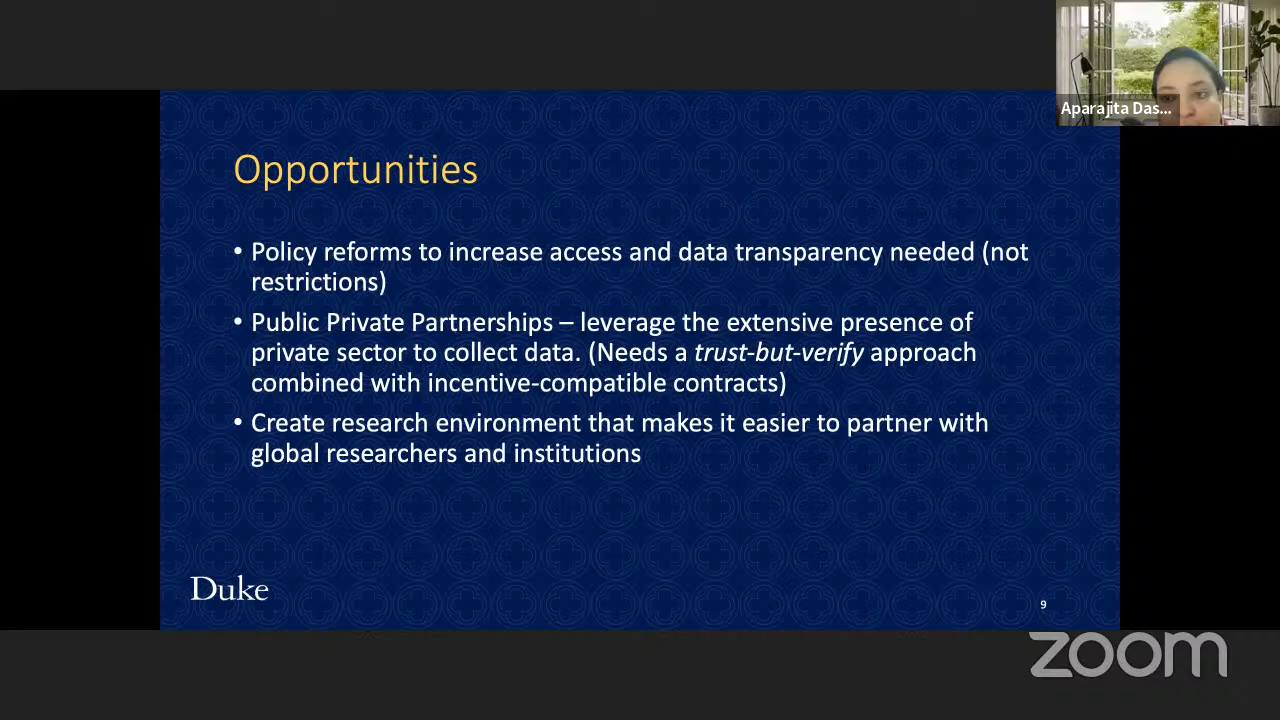 Aparajita Das...
Opportunities
• Policy reforms to increase access and data transparency needed (not
restrictions)
• Public Private Partnerships – leverage the extensive presence of
private sector to collect data. (Needs a trust-but-verify approach
combined with incentive-compatible contracts)
• Create research environment that makes it easier to partner with
global researchers and institutions
Duke
9
zoom